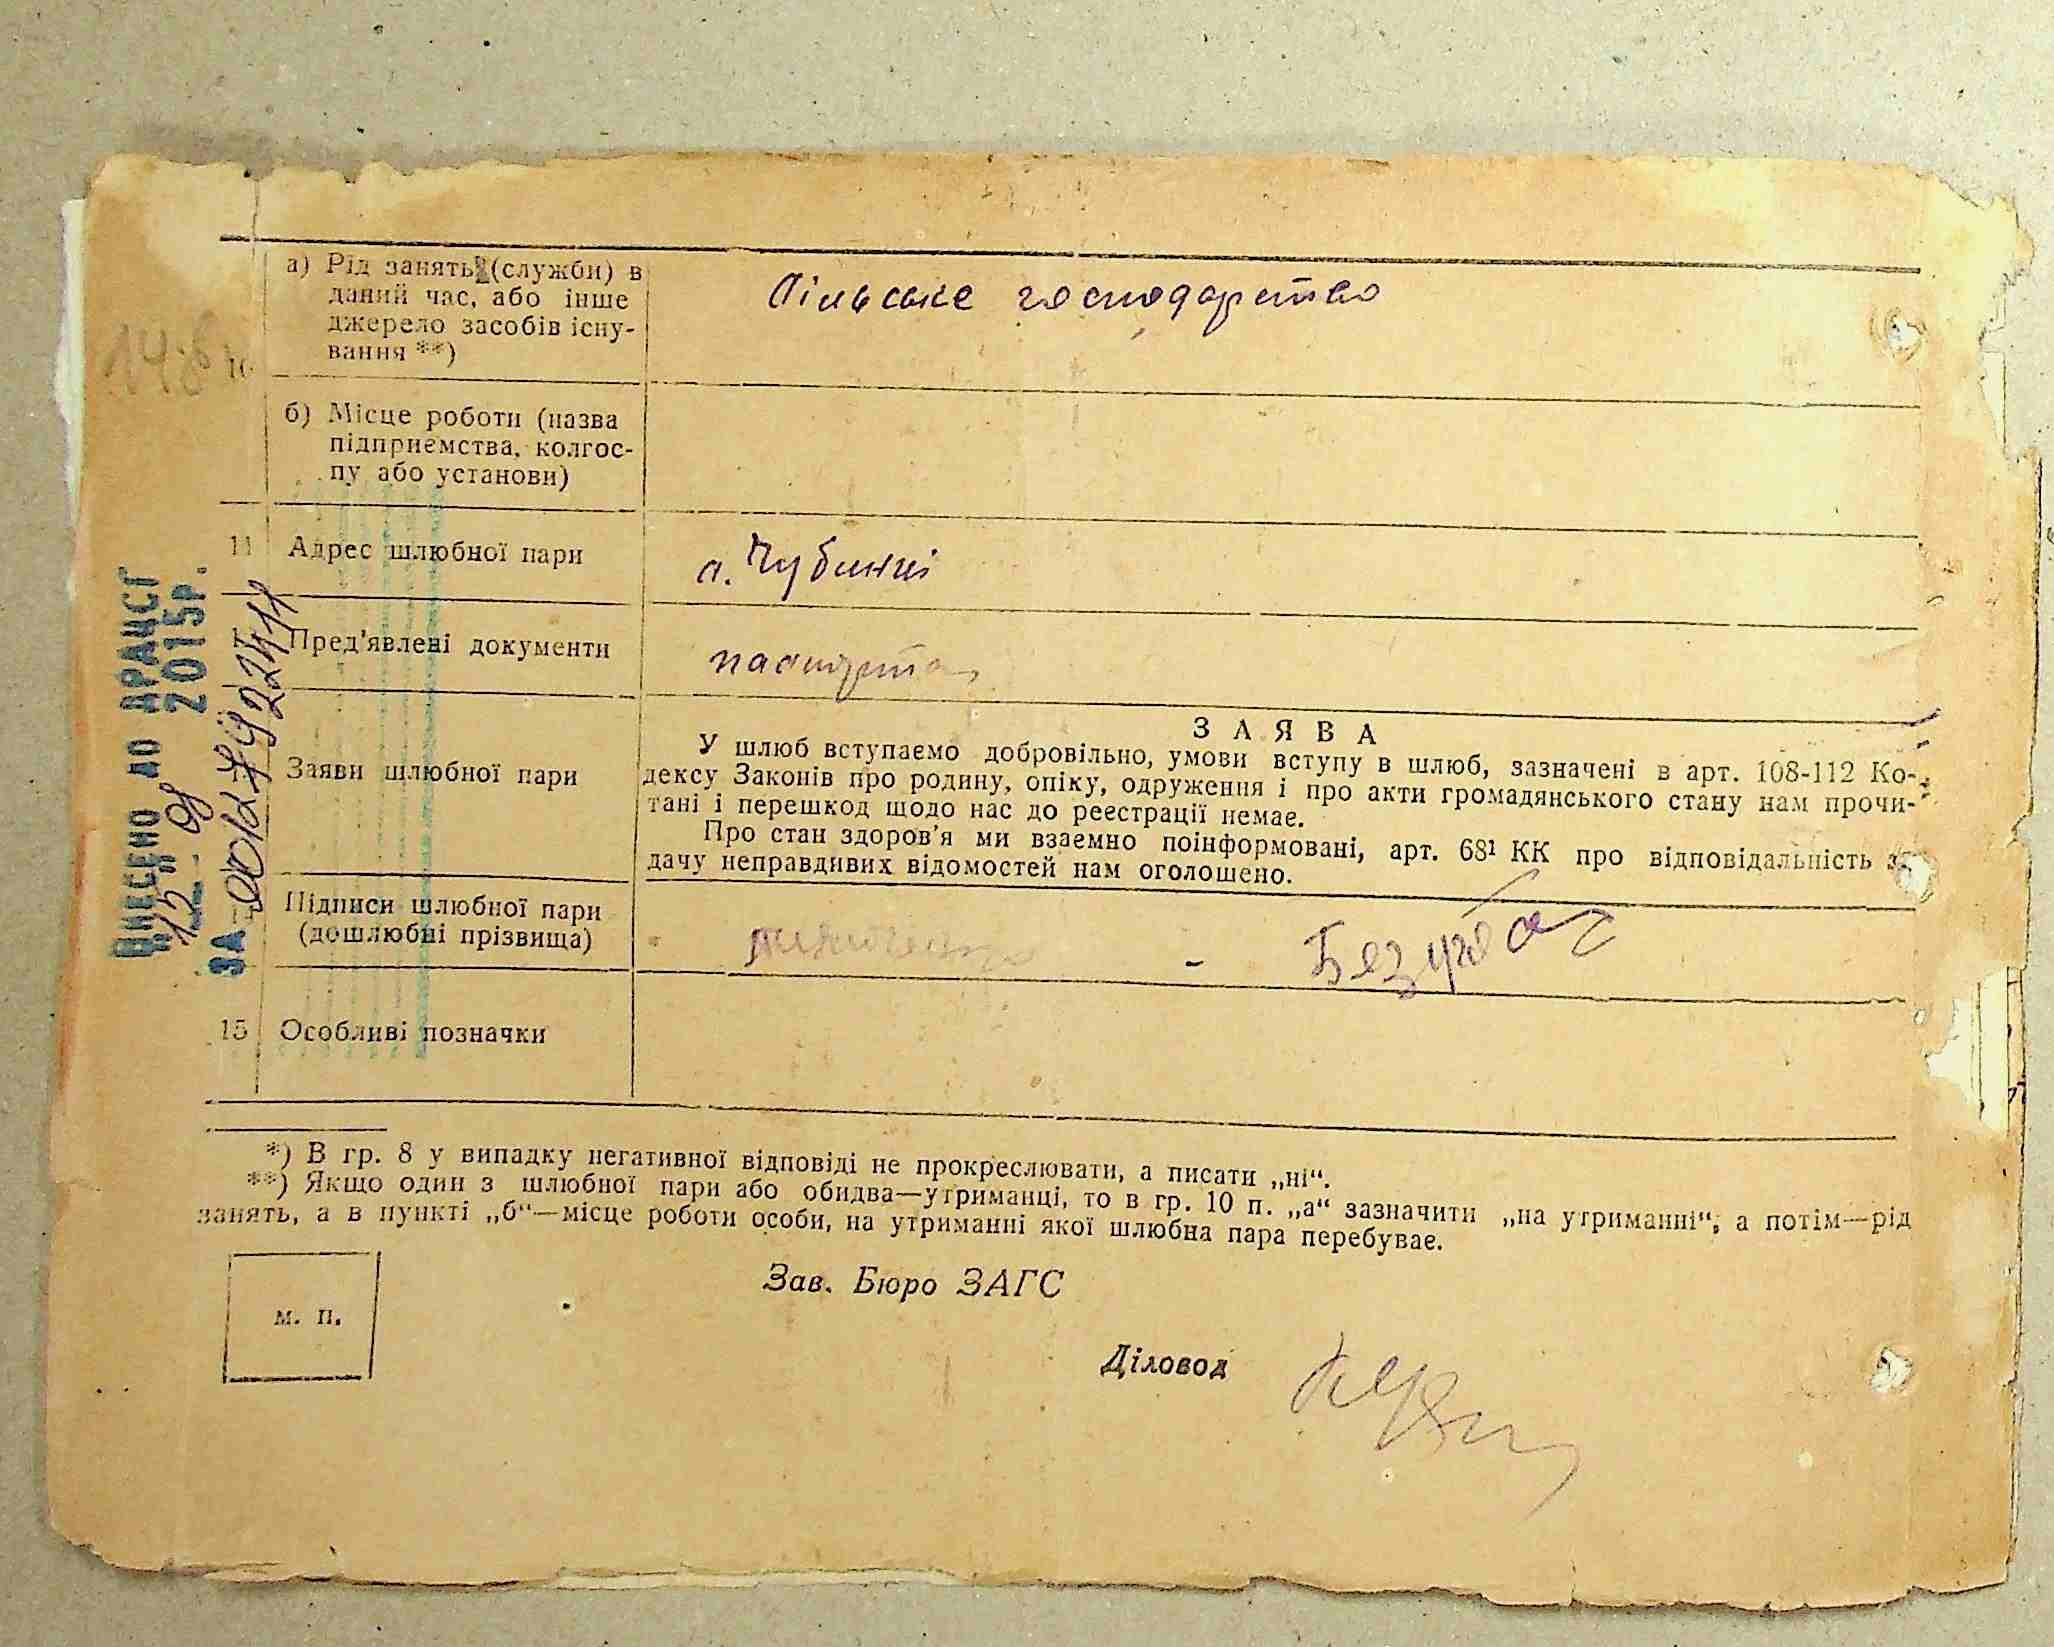 а) Рід занять (служби) в
даний час, або інше
джерело засобів існу-
вання **)
Сільське господарство
10
14
б) Місце роботи (назва
підприємства, колгос-
пу або установи)
11 Адрес шлюбної пари
с. Чубинці
Пред'явлені документи
паспорта
Заяви шлюбної пари
ЗАЯВА
У шлюб вступаємо добровільно, умови вступу в шлюб, зазначені в арт. 108-112 Ко-
дексу Законів про родину, опіку, одруження і про акти громадянського стану нам прочи-
тані і перешкод щодо нас до реєстрації немає.
Про стан здоров'я ми взаємно поінформовані, арт. 68¹ КК про відповідальність за
дачу неправдивих відомостей нам оголошено.
Підписи шлюбної пари
(дошлюбні прізвища)
15 Особливі позначки
ВНЕСЕНО ДО ДРАЦСГ
"12" 08 2015р.
ЗА
*) В гр. 8 у випадку негативної відповіді не прокреслювати, а писати „ні“.
**) Якщо один з шлюбної пари або обидва—утриманці, то в гр. 10 п. „а“ зазначити „на утриманні“, а потім—рід
занять, а в пункті „б“—місце роботи особи, на утриманні якої шлюбна пара перебуває.
м. п.
Зав. Бюро ЗАГС
Діловод